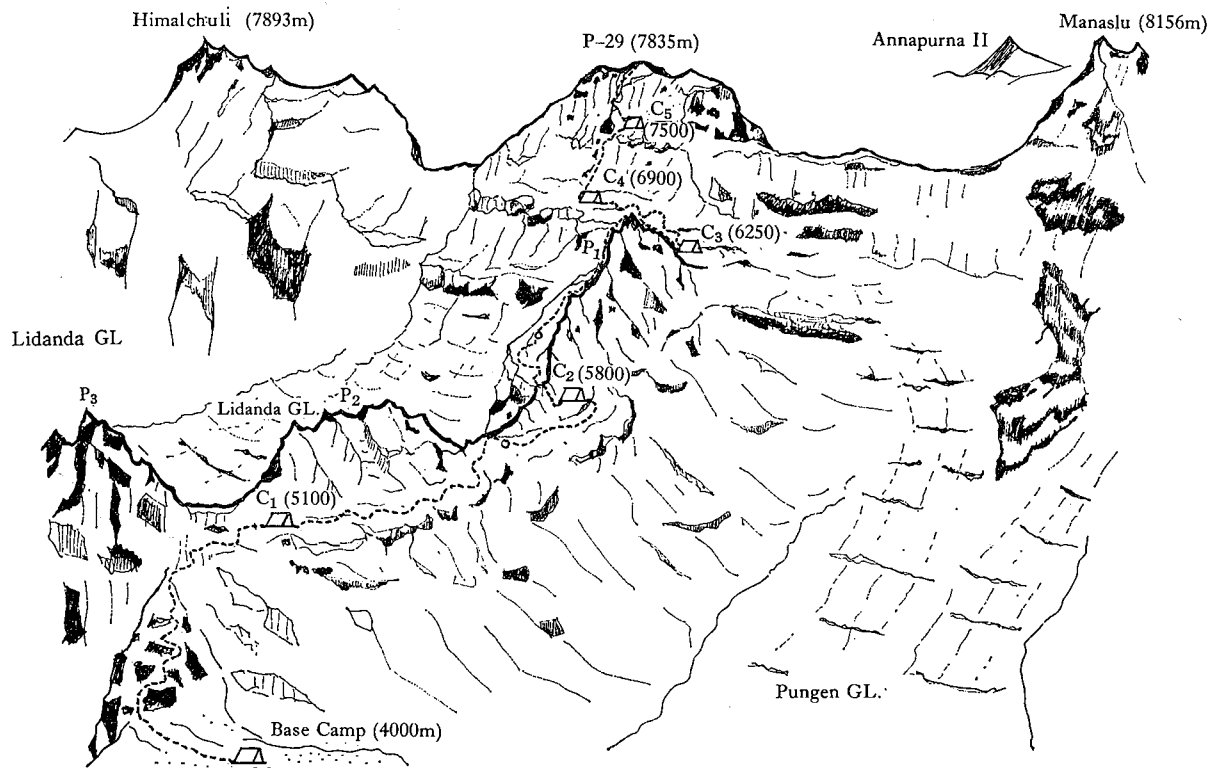 Himalchuli (7893m)
Manaslu (8156m)
P-29 (7835m)
Annapurna II
C5
(7500)
C4 (6900)
C3 (6250)
P1
Lidanda GL
C2 (5800)
P3
Lidanda GL.
P2
C1 (5100)
Pungen GL.
Base Camp (4000m)